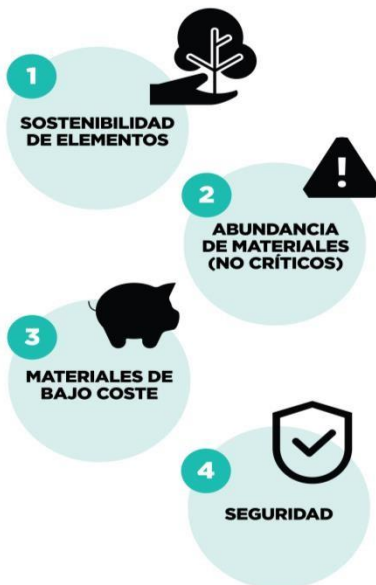 1
SOSTENIBILIDAD
DE ELEMENTOS
2
ABUNDANCIA
DE MATERIALES
(NO CRÍTICOS)
3
MATERIALES DE
BAJO COSTE
4
SEGURIDAD